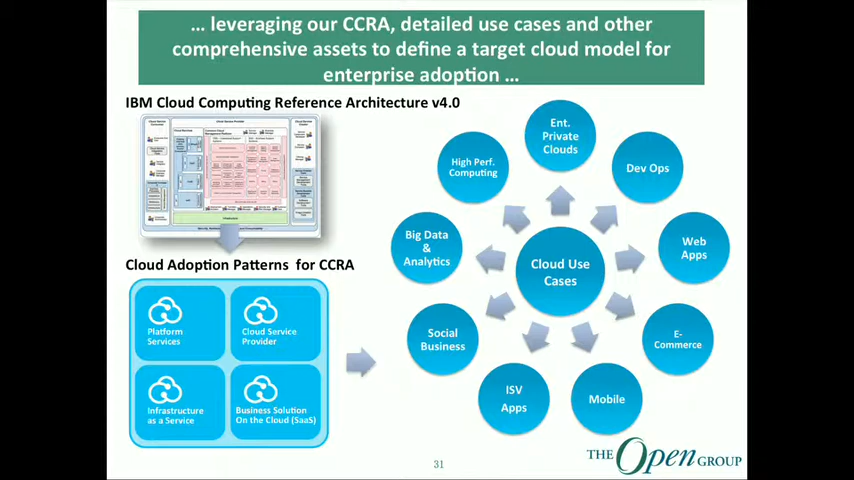 … leveraging our CCRA, detailed use cases and other
comprehensive assets to define a target cloud model for
enterprise adoption …
IBM Cloud Computing Reference Architecture v4.0
Cloud Adoption Patterns for CCRA
Platform
Services
Cloud Service
Provider
Infrastructure
as a Service
Business Solution
On the Cloud (SaaS)
Cloud Use
Cases
Ent.
Private
Clouds
Dev Ops
Web
Apps
E-
Commerce
Mobile
ISV
Apps
Social
Business
Big Data
&
Analytics
High Perf.
Computing
31
THE Open GROUP